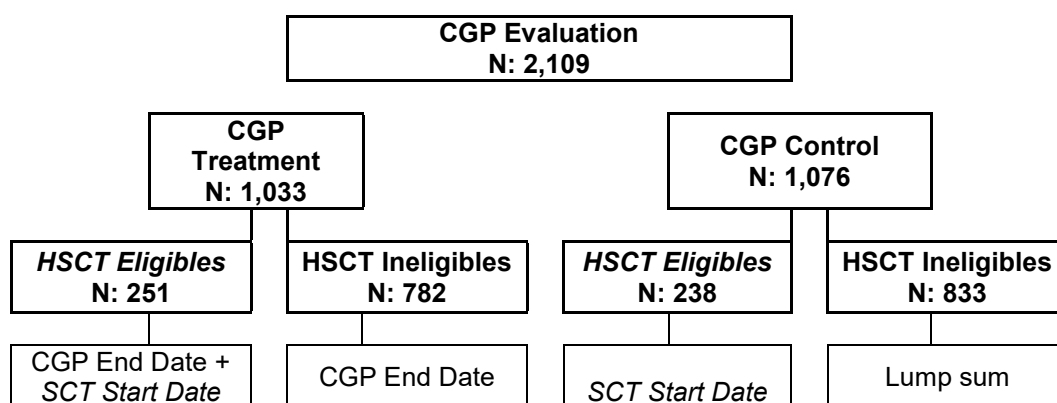 CGP Evaluation
N: 2,109
CGP
Treatment
N: 1,033
CGP Control
N: 1,076
HSCT Eligibles
N: 251
HSCT Ineligibles
N: 782
HSCT Eligibles
N: 238
HSCT Ineligibles
N: 833
CGP End Date +
SCT Start Date
CGP End Date
SCT Start Date
Lump sum